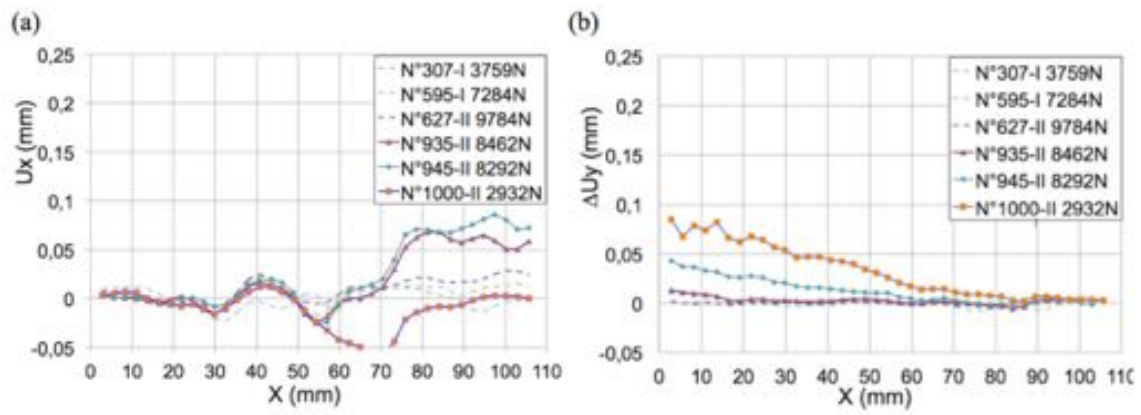 (a)
0,25
0,2
0,15
0,1
0,05
0
-0,05
Ux (mm)
0 10 20 30 40 50 60 70 80 90 100 110
X (mm)
N°307-I 3759N
N°595-I 7284N
N°627-II 9784N
N°935-II 8462N
N°945-II 8292N
N°1000-II 2932N
(b)
0,25
0,2
0,15
0,1
0,05
0
-0,05
ΔUy (mm)
0 10 20 30 40 50 60 70 80 90 100 110
X (mm)
N°307-I 3759N
N°595-I 7284N
N°627-II 9784N
N°935-II 8462N
N°945-II 8292N
N°1000-II 2932N